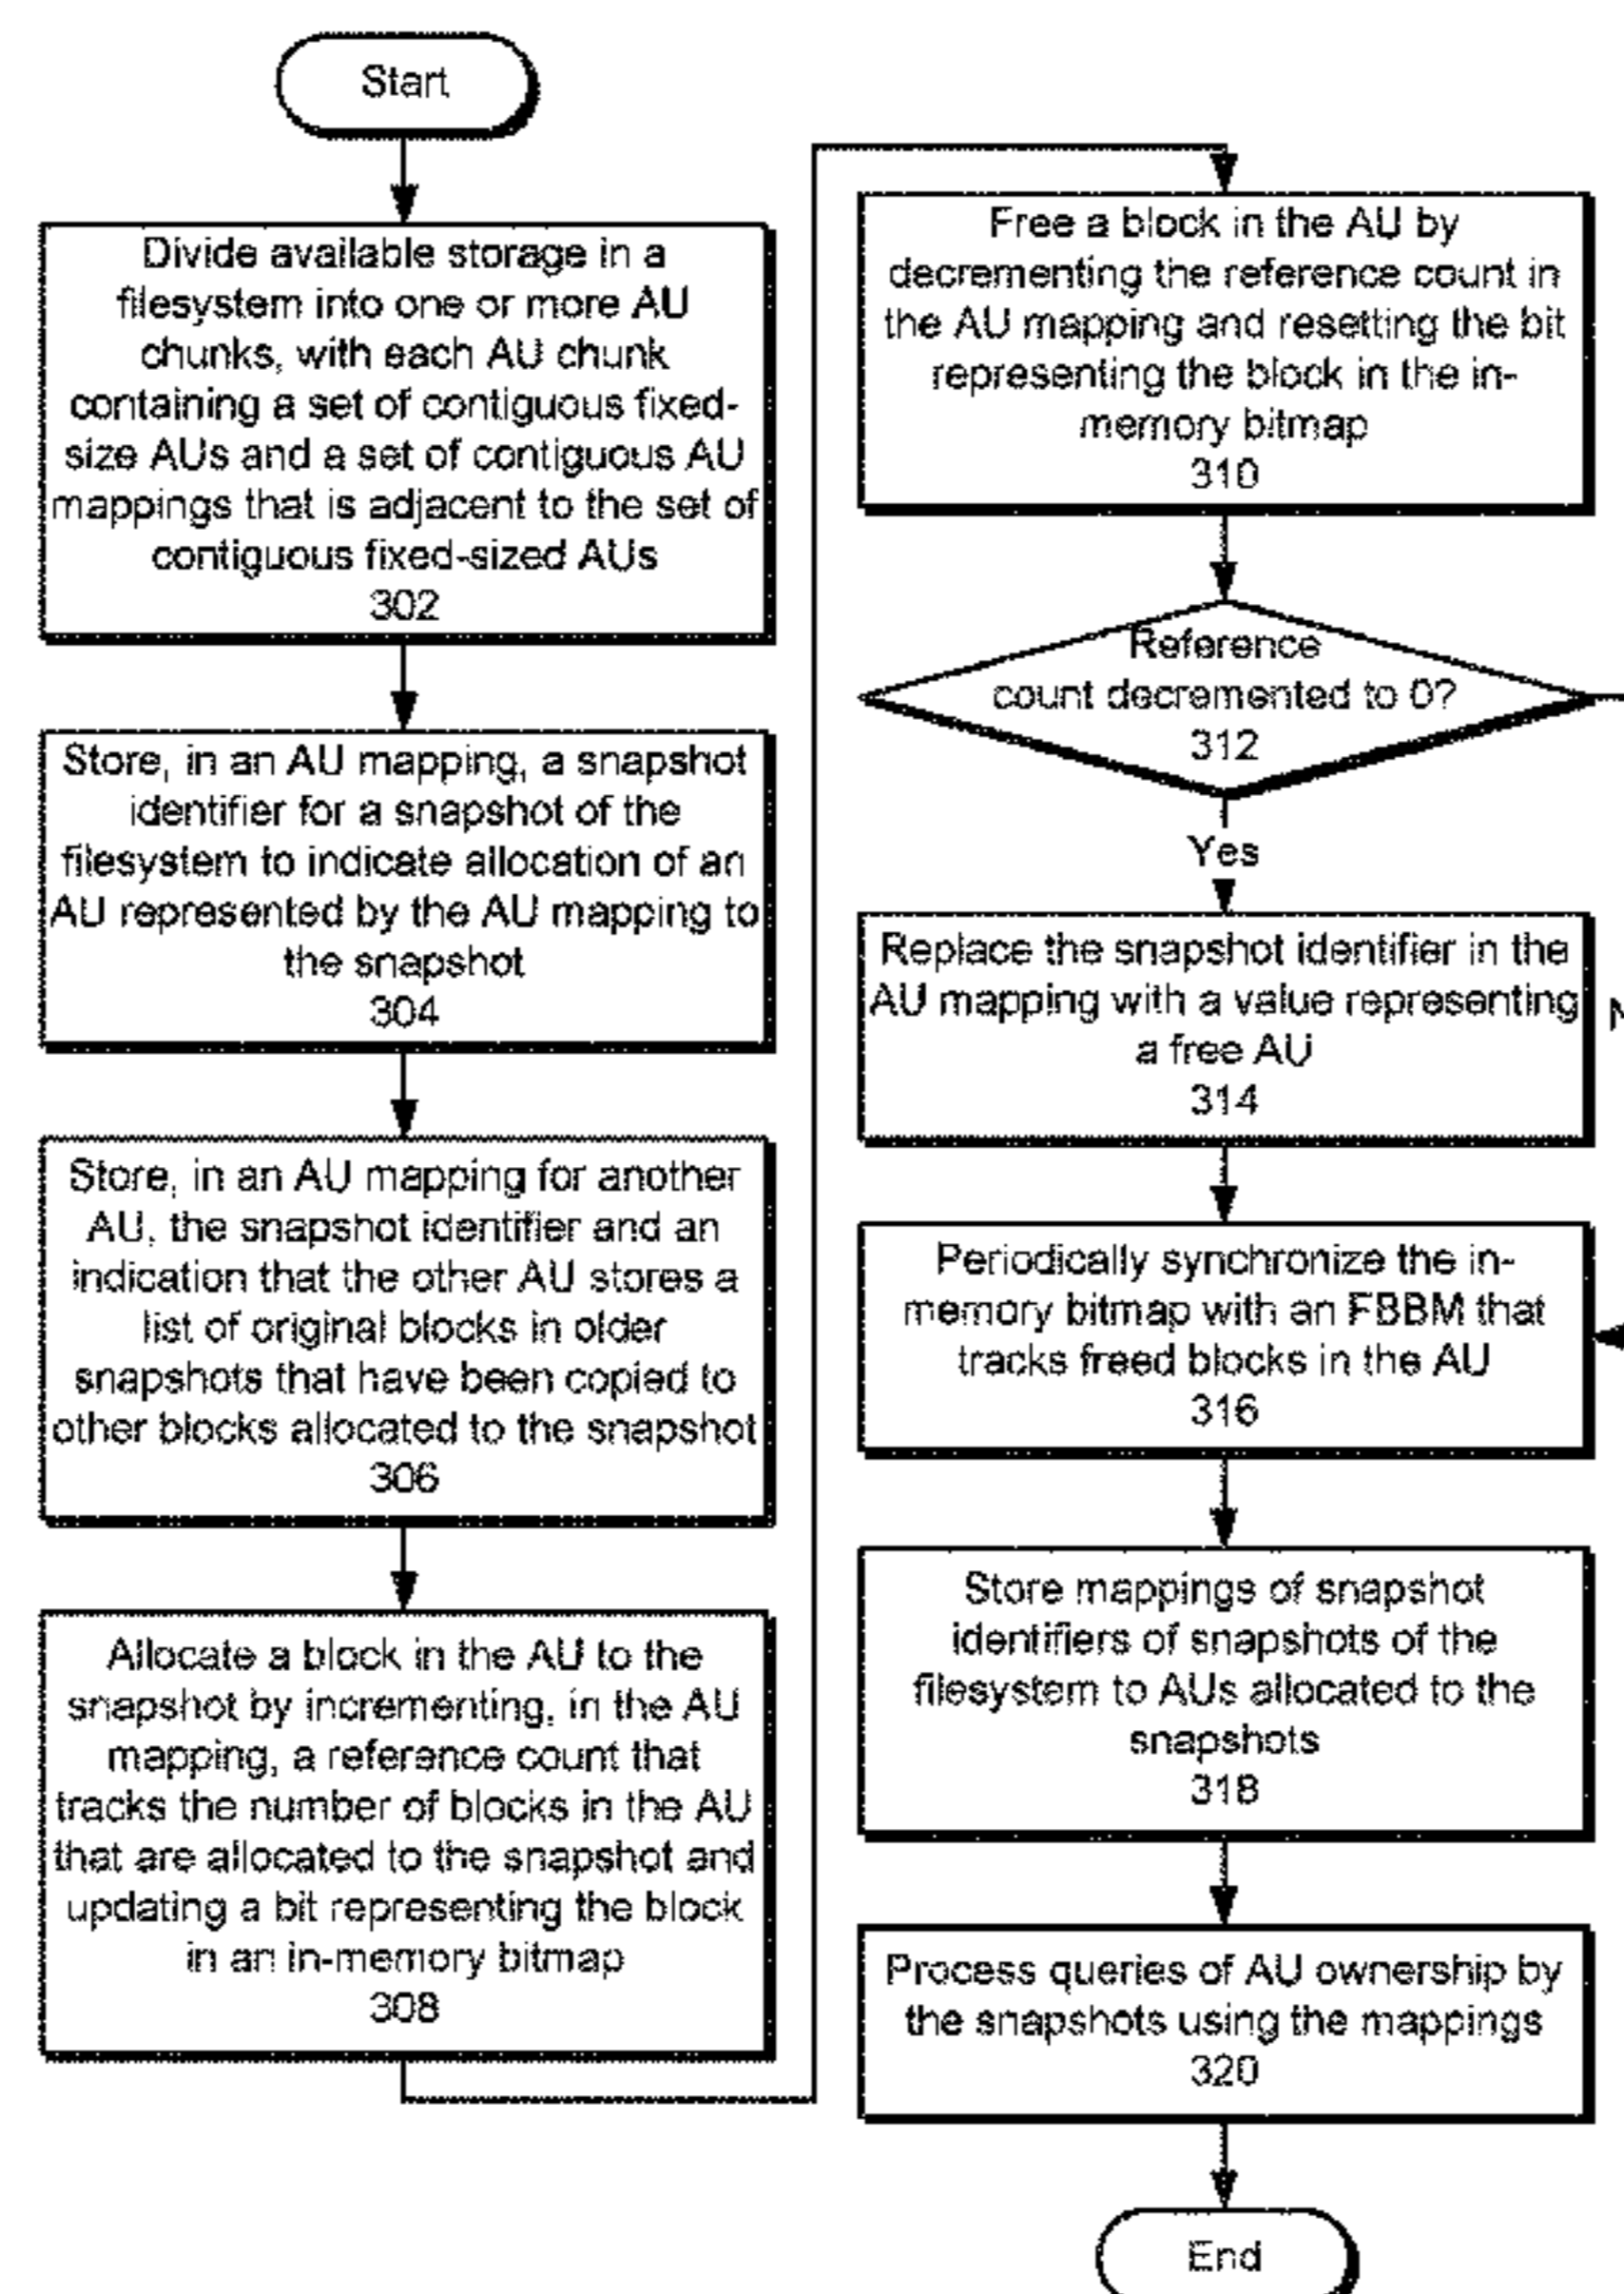 Start
Divide available storage in a
filesystem into one or more AU
chunks, with each AU chunk
containing a set of contiguous fixed-
size AUs and a set of contiguous AU
mappings that is adjacent to the set of
contiguous fixed-sized AUs
302
Store, in an AU mapping, a snapshot
identifier for a snapshot of the
filesystem to indicate allocation of an
AU represented by the AU mapping to
the snapshot
304
Store, in an AU mapping for another
AU, the snapshot identifier and an
indication that the other AU stores a
list of original blocks in older
snapshots that have been copied to
other blocks allocated to the snapshot
306
Allocate a block in the AU to the
snapshot by incrementing, in the AU
mapping, a reference count that
tracks the number of blocks in the AU
that are allocated to the snapshot and
updating a bit representing the block
in an in-memory bitmap
308
Free a block in the AU by
decrementing the reference count in
the AU mapping and resetting the bit
representing the block in the in-
memory bitmap
310
Reference
count decremented to 0?
312
Yes
Replace the snapshot identifier in the
AU mapping with a value representing
a free AU
314
Periodically synchronize the in-
memory bitmap with an FBBM that
tracks freed blocks in the AU
316
Store mappings of snapshot
identifiers of snapshots of the
filesystem to AUs allocated to the
snapshots
318
Process queries of AU ownership by
the snapshots using the mappings
320
End